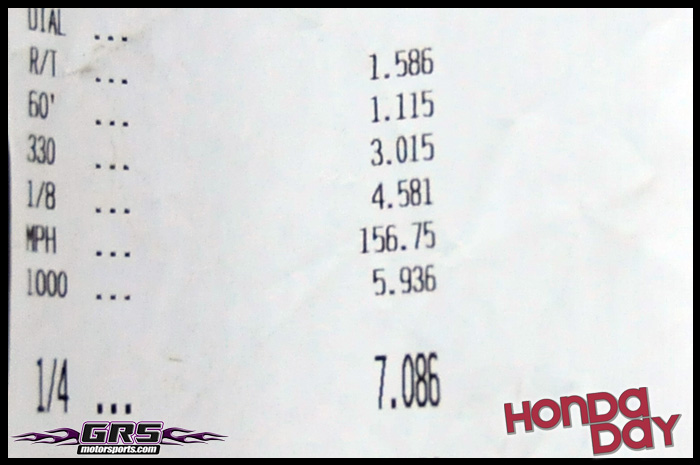 DIAL ...
R/T ... 1.586
60' ... 1.115
330 ... 3.015
1/8 ... 4.581
MPH ... 156.75
1000 ... 5.936
1/4 ... 7.086
GRS
motorsports.com
HONDA
DAY